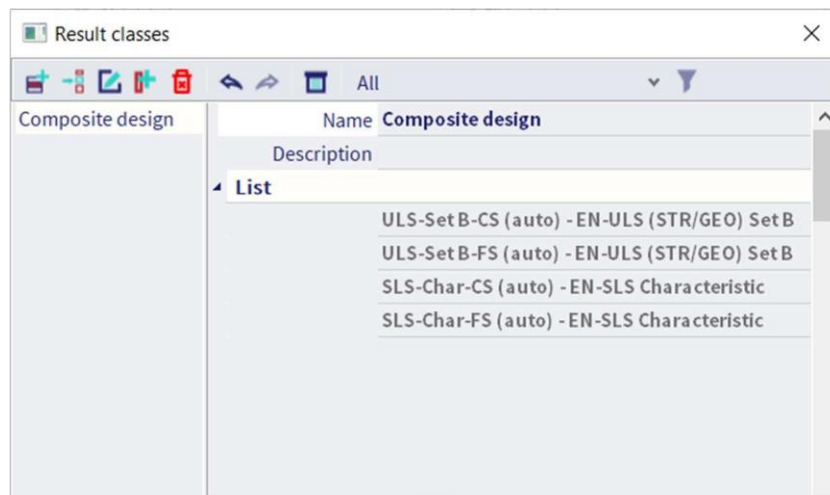 Result classes
All
Composite design
Name Composite design
Description
List
ULS-Set B-CS (auto) - EN-ULS (STR/GEO) Set B
ULS-Set B-FS (auto) - EN-ULS (STR/GEO) Set B
SLS-Char-CS (auto) - EN-SLS Characteristic
SLS-Char-FS (auto) - EN-SLS Characteristic